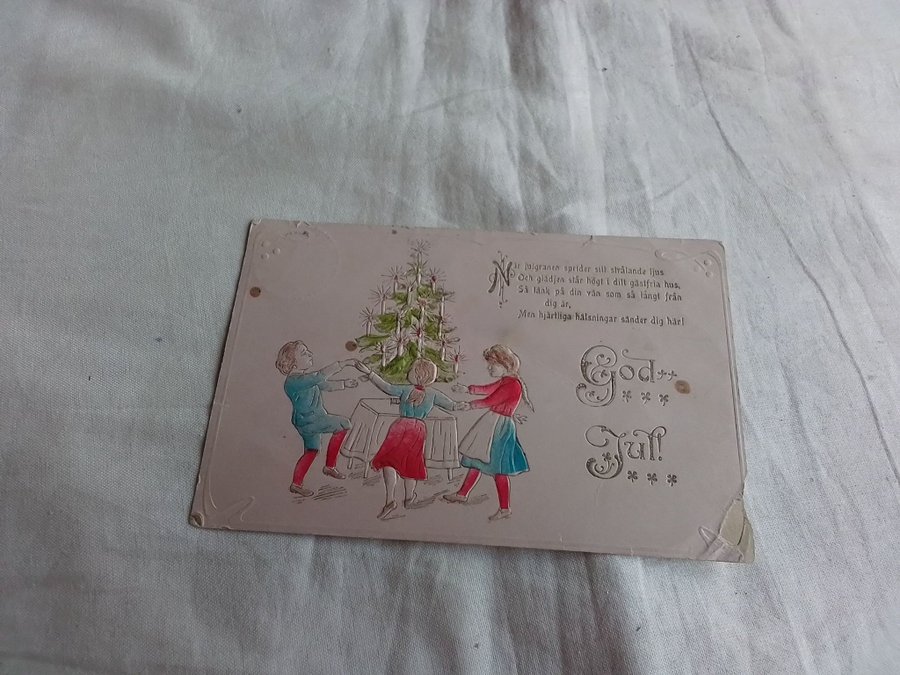 När julgranen sprider sitt strålande ljus
Och glädjen står högt i ditt gästfria hus,
Så tänk på din vän som så långt från
dig är,
Men hjärtliga hälsningar sänder dig här!
God
Jul!